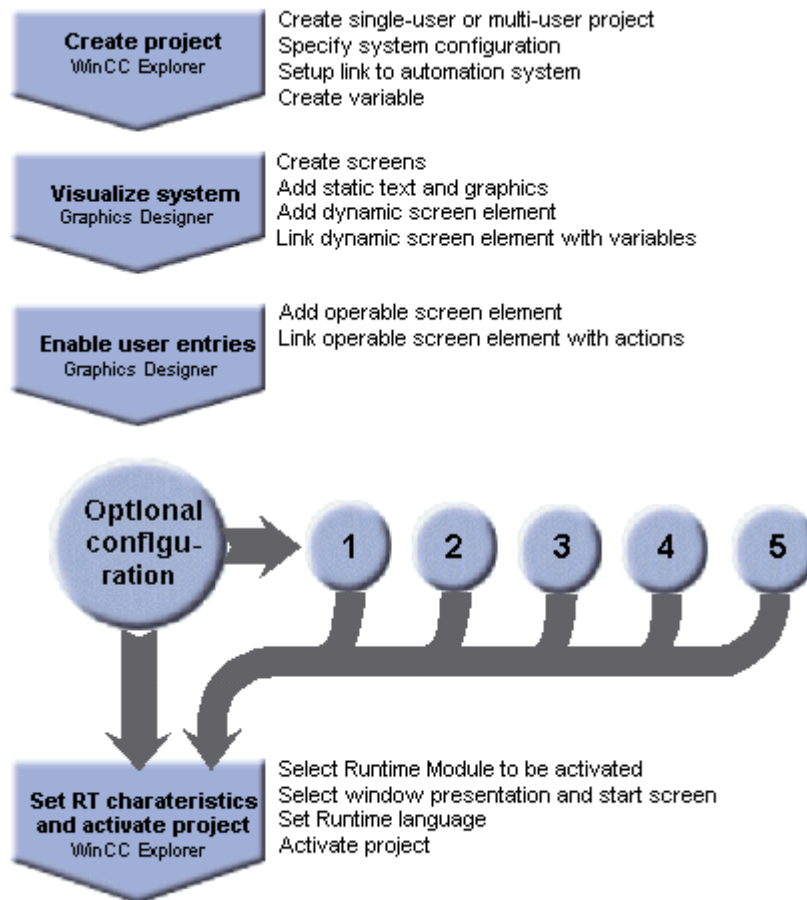 Create project
WinCC Explorer
Create single-user or multi-user project
Specify system configuration
Setup link to automation system
Create variable
Visualize system
Graphics Designer
Create screens
Add static text and graphics
Add dynamic screen element
Link dynamic screen element with variables
Enable user entries
Graphics Designer
Add operable screen element
Link operable screen element with actions
Optional
configu-
ration
1
2
3
4
5
Set RT charateristics
and activate project
WinCC Explorer
Select Runtime Module to be activated
Select window presentation and start screen
Set Runtime language
Activate project